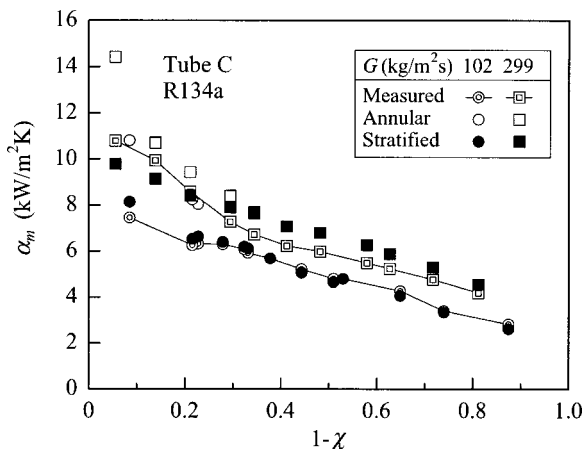 Tube C
R134a
G (kg/m²s) 102 299
Measured
Annular
Stratified
αm (kW/m²K)
16
14
12
10
8
6
4
2
0
0 0.2 0.4 0.6 0.8 1.0
1-χ